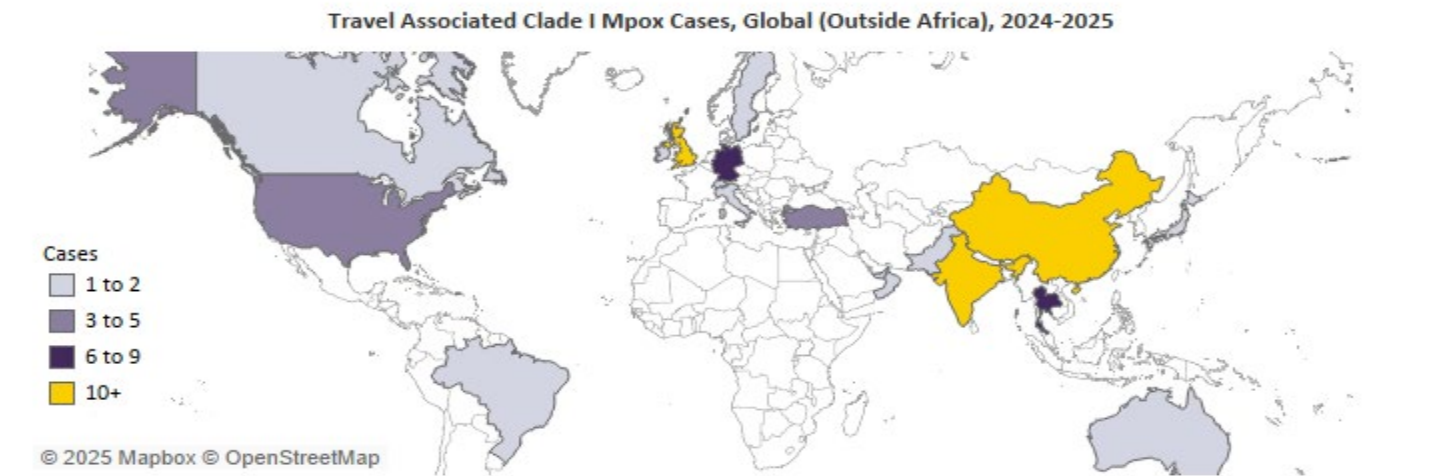 Travel Associated Clade I Mpox Cases, Global (Outside Africa), 2024-2025
Cases
1 to 2
3 to 5
6 to 9
10+
© 2025 Mapbox © OpenStreetMap